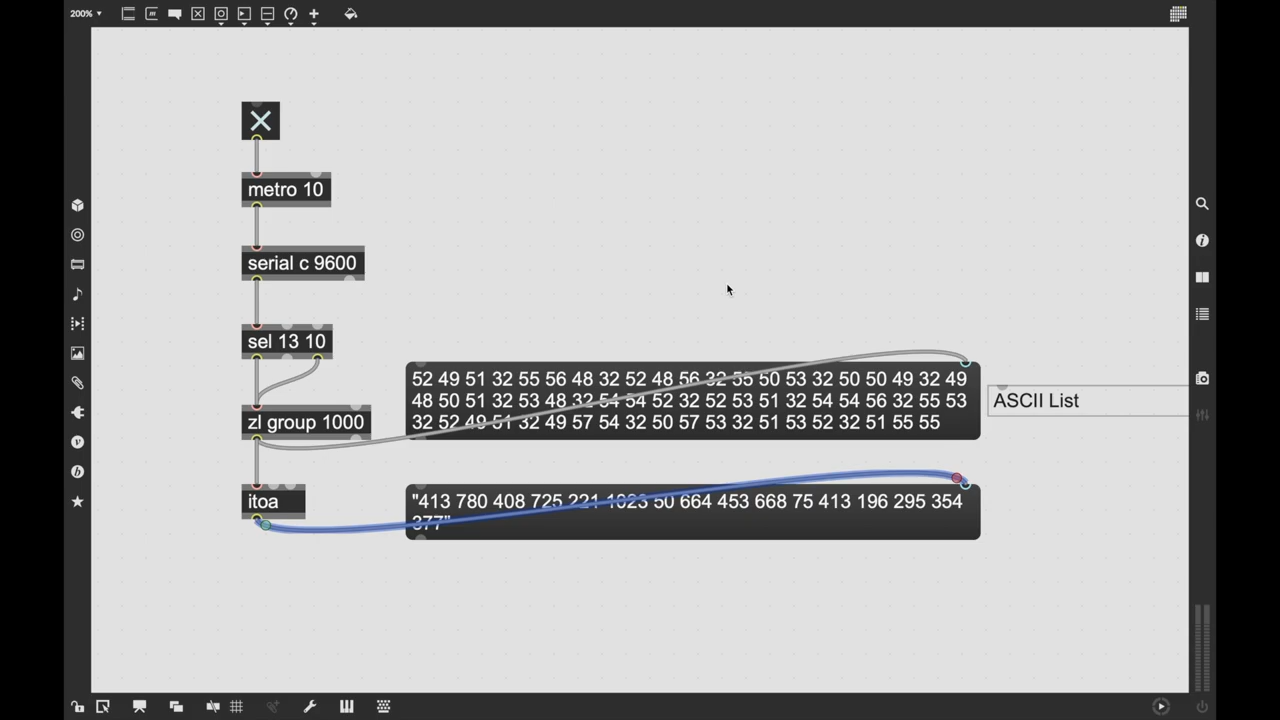 200%
metro 10
serial c 9600
sel 13 10
52 49 51 32 55 56 48 32 52 48 56 32 55 50 53 32 50 50 49 32 49
48 50 51 32 53 48 32 54 54 52 32 52 53 51 32 54 54 56 32 55 53
32 52 49 51 32 49 57 54 32 50 57 53 32 51 53 52 32 51 55 55
ASCII List
zl group 1000
itoa
"413 780 408 725 221 1023 50 664 453 668 75 413 196 295 354
377"